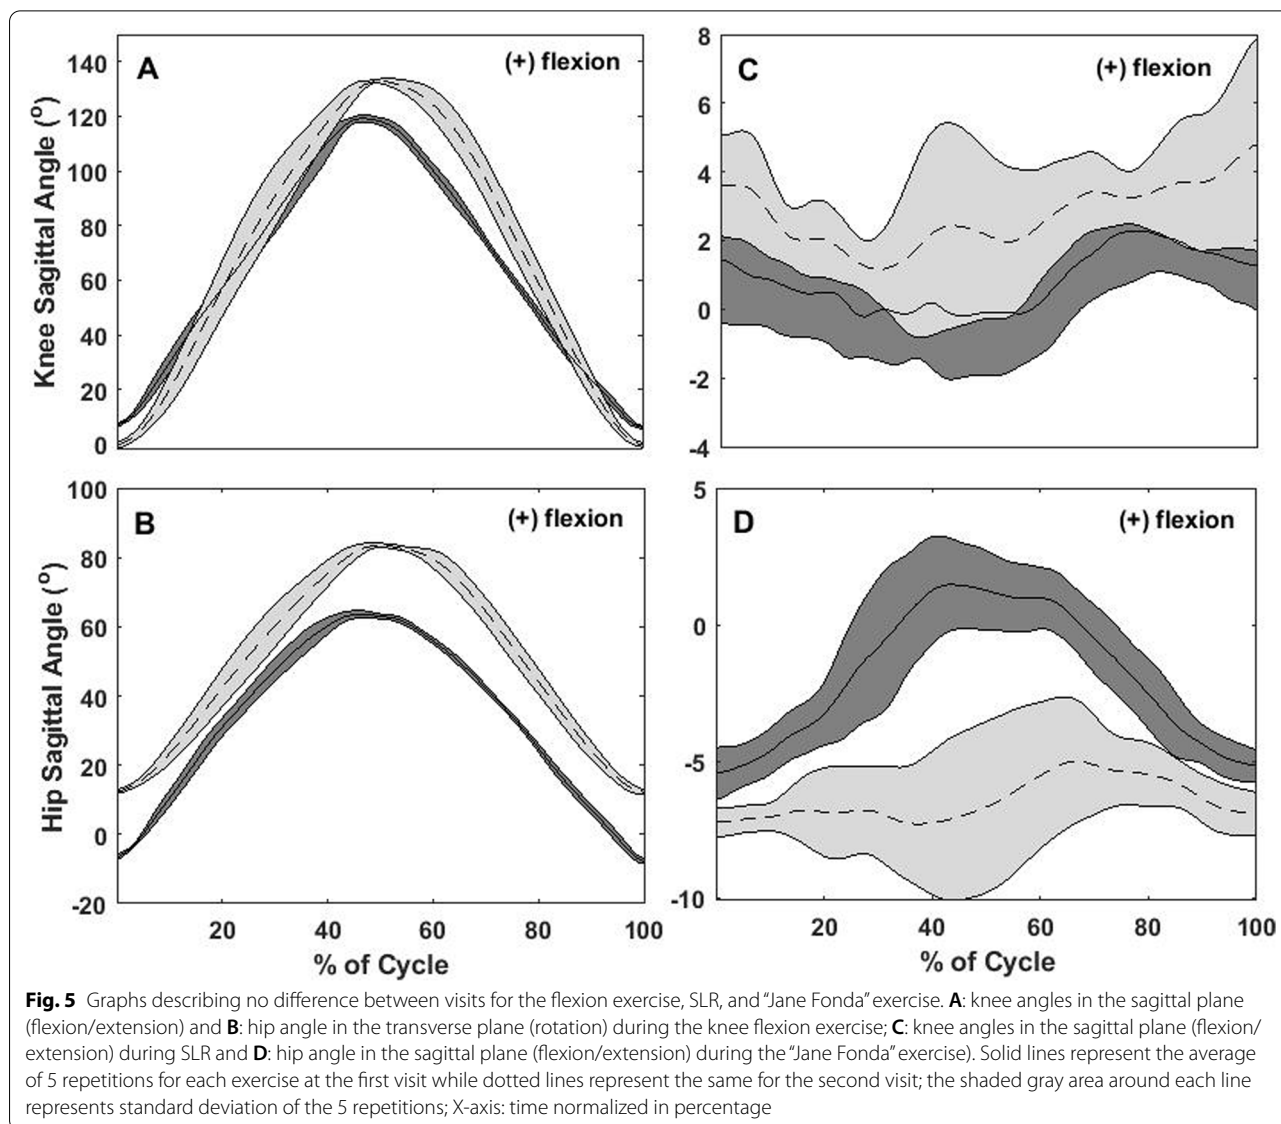 140
120
100
80
60
40
20
0
Knee Sagittal Angle (°)
A
(+) flexion
8
6
4
2
0
-2
-4
C
(+) flexion
100
80
60
40
20
0
-20
Hip Sagittal Angle (°)
B
(+) flexion
20 40 60 80 100
% of Cycle
5
0
-5
-10
D
(+) flexion
20 40 60 80 100
% of Cycle
Fig. 5 Graphs describing no difference between visits for the flexion exercise, SLR, and “Jane Fonda” exercise. A: knee angles in the sagittal plane
(flexion/extension) and B: hip angle in the transverse plane (rotation) during the knee flexion exercise; C: knee angles in the sagittal plane (flexion/
extension) during SLR and D: hip angle in the sagittal plane (flexion/extension) during the “Jane Fonda” exercise). Solid lines represent the average
of 5 repetitions for each exercise at the first visit while dotted lines represent the same for the second visit; the shaded gray area around each line
represents standard deviation of the 5 repetitions; X-axis: time normalized in percentage